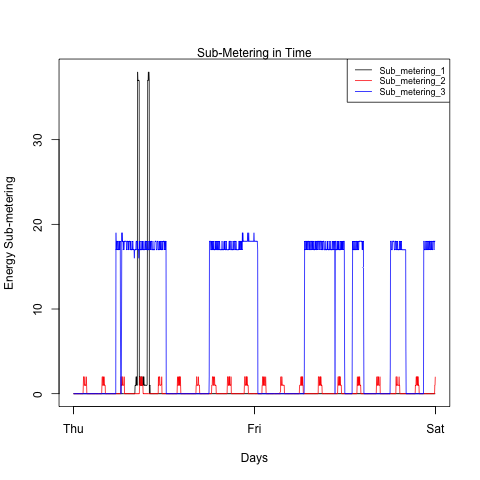 Sub-Metering in Time
Sub_metering_1
Sub_metering_2
Sub_metering_3
Energy Sub-metering
30
20
10
0
Thu
Fri
Sat
Days